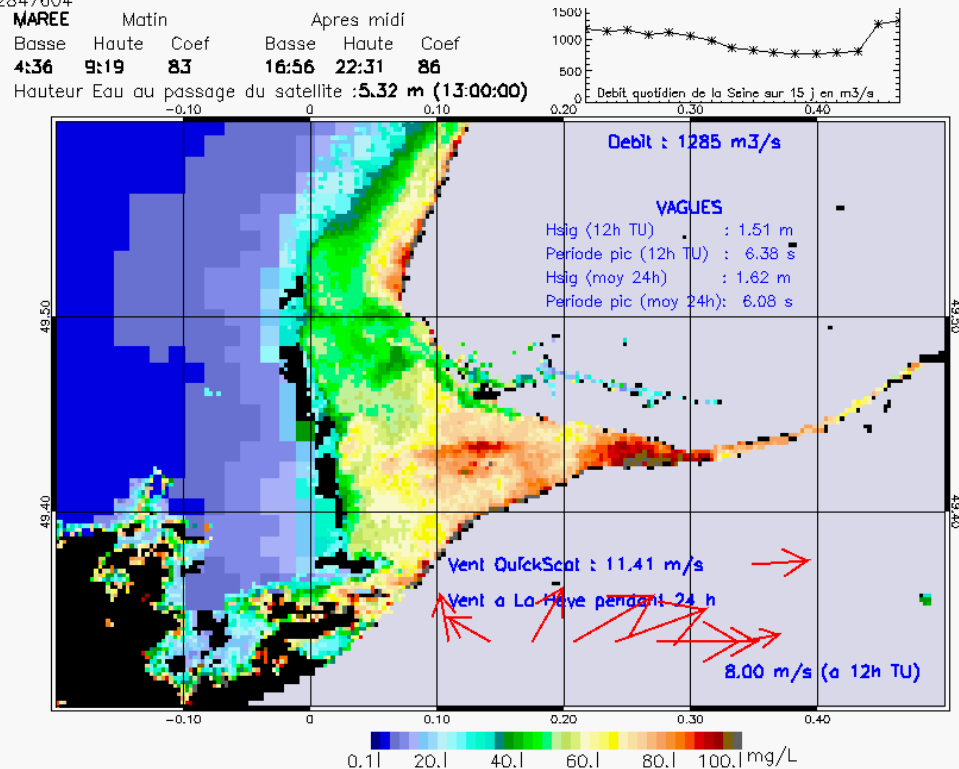 MAREE Matin Apres midi
Basse Haute Coef Basse Haute Coef
4:36 9:19 83 16:56 22:31 86
Hauteur Eau au passage du satellite :5.32 m (13:00:00)
1500
1000
500
0
Debit quotidien de la Seine sur 15 j en m3/s
-0.10 0 0.10 0.20 0.30 0.40
Debit : 1285 m3/s
VAGUES
Hsig (12h TU) : 1.51 m
Periode pic (12h TU) : 6.38 s
Hsig (moy 24h) : 1.62 m
Periode pic (moy 24h): 6.08 s
49.50 49.50
49.40 49.40
Vent QuickScat : 11.41 m/s
Vent a La Heve pendant 24 h
8.00 m/s (a 12h TU)
-0.10 0 0.10 0.20 0.30 0.40
0.1| 20.| 40.| 60.| 80.| 100.| mg/L